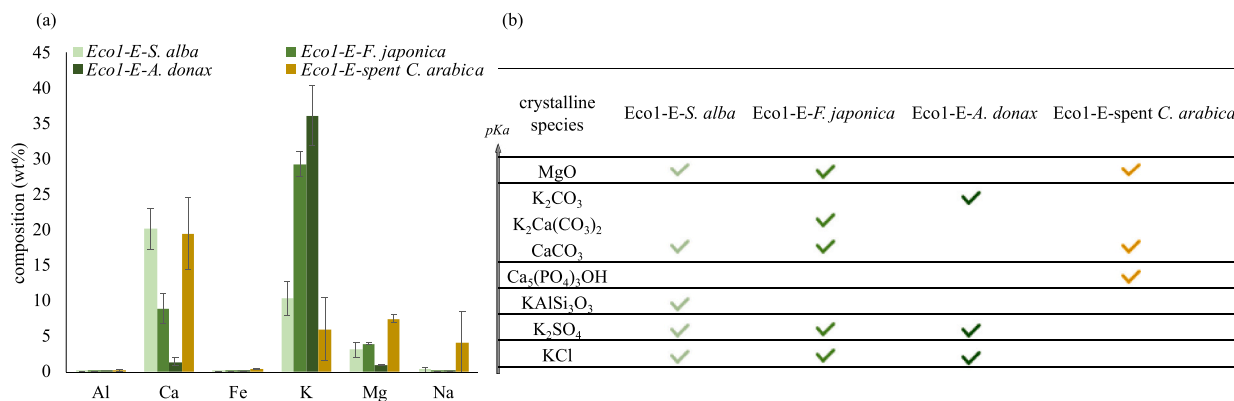 (a)
Eco1-E-S. alba
Eco1-E-F. japonica
Eco1-E-A. donax
Eco1-E-spent C. arabica
composition (wt%)
45
40
35
30
25
20
15
10
5
0
Al Ca Fe K Mg Na
(b)
pKa
crystalline species Eco1-E-S. alba Eco1-E-F. japonica Eco1-E-A. donax Eco1-E-spent C. arabica
MgO
K₂CO₃
K₂Ca(CO₃)₂
CaCO₃
Ca₅(PO₄)₃OH
KAlSi₃O₃
K₂SO₄
KCl